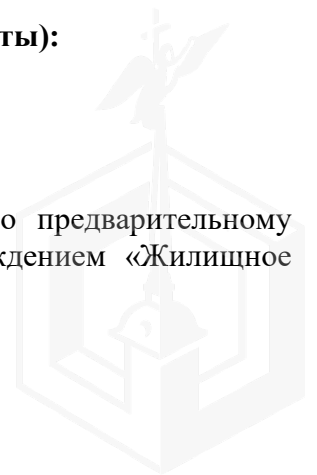 ты):
о предварительному
ждением «Жилищное